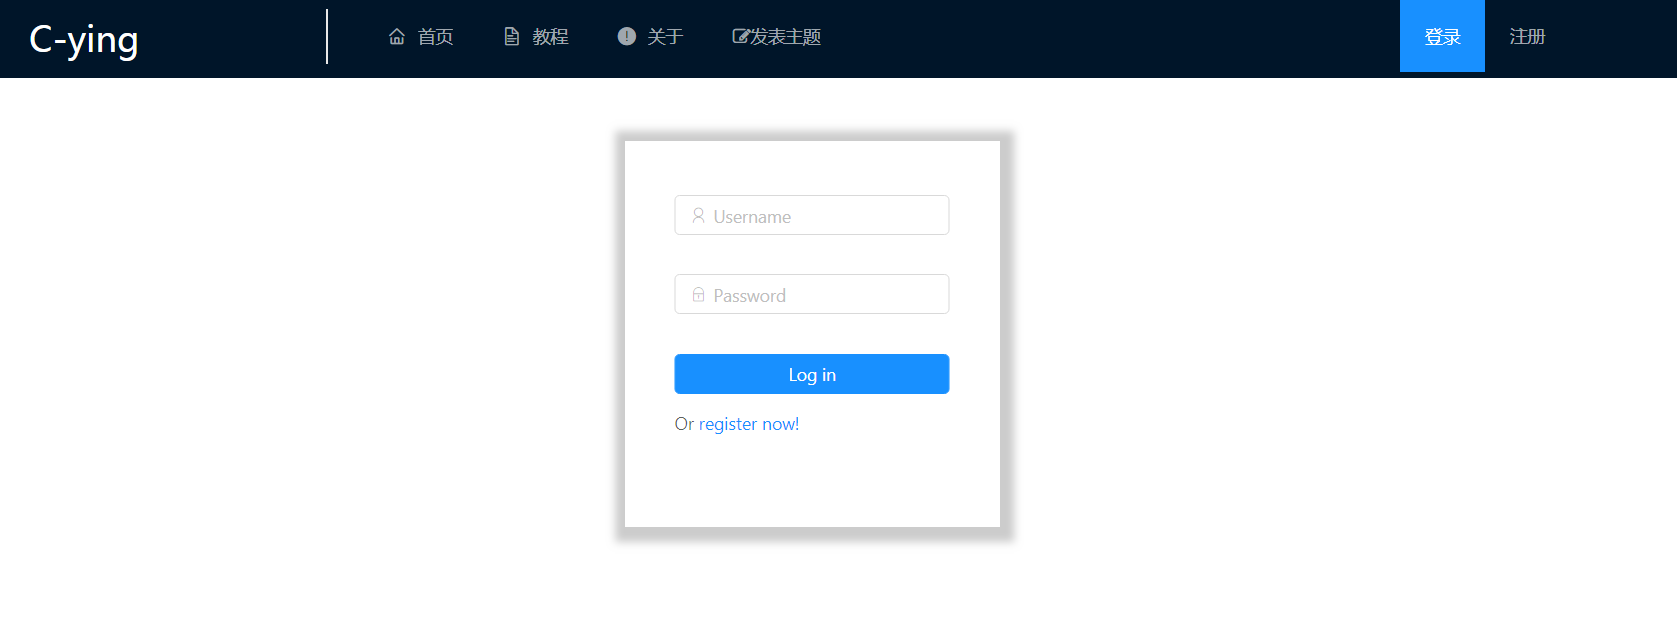 C-ying
首页 教程 关于 发表主题 登录 注册
Username
Password
Log in
Or register now!